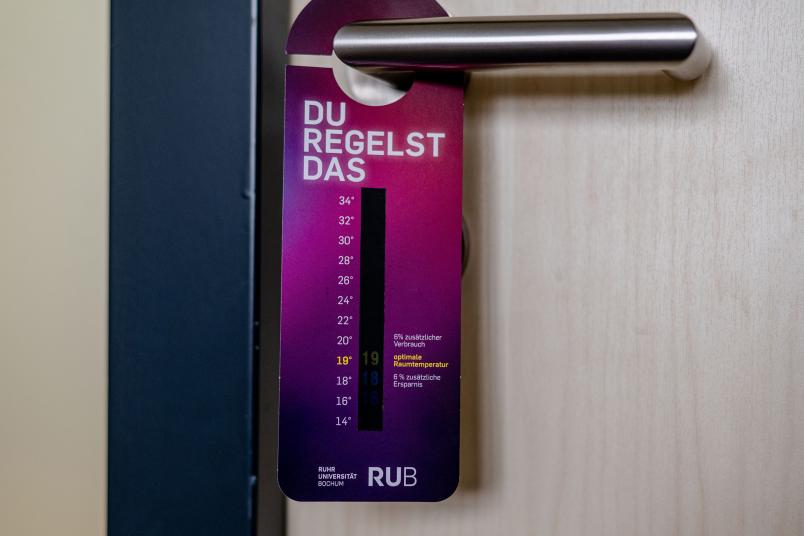 DU
REGELST
DAS
34°
32°
30°
28°
26°
24°
22°
20°
6% zusätzlicher
Verbrauch
19° 19
optimale
Raumtemperatur
18° 18
6 % zusätzliche
Ersparnis
16° 16
14°
RUHR
UNIVERSITÄT
BOCHUM
RUB